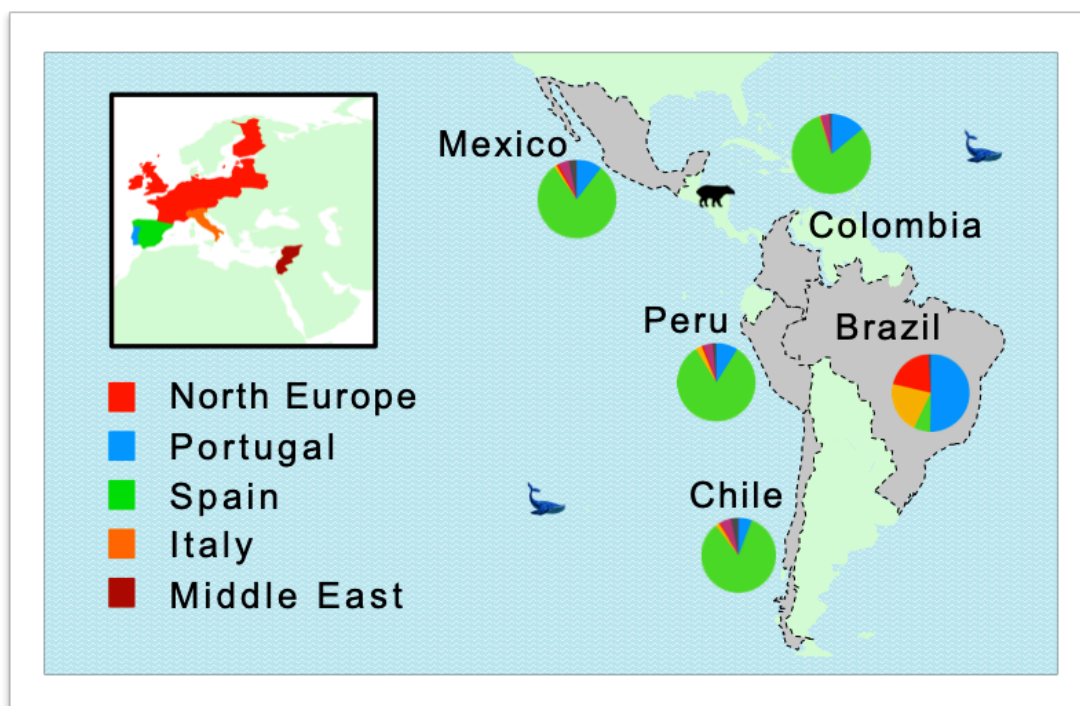 Mexico
Colombia
Peru
Brazil
Chile
North Europe
Portugal
Spain
Italy
Middle East